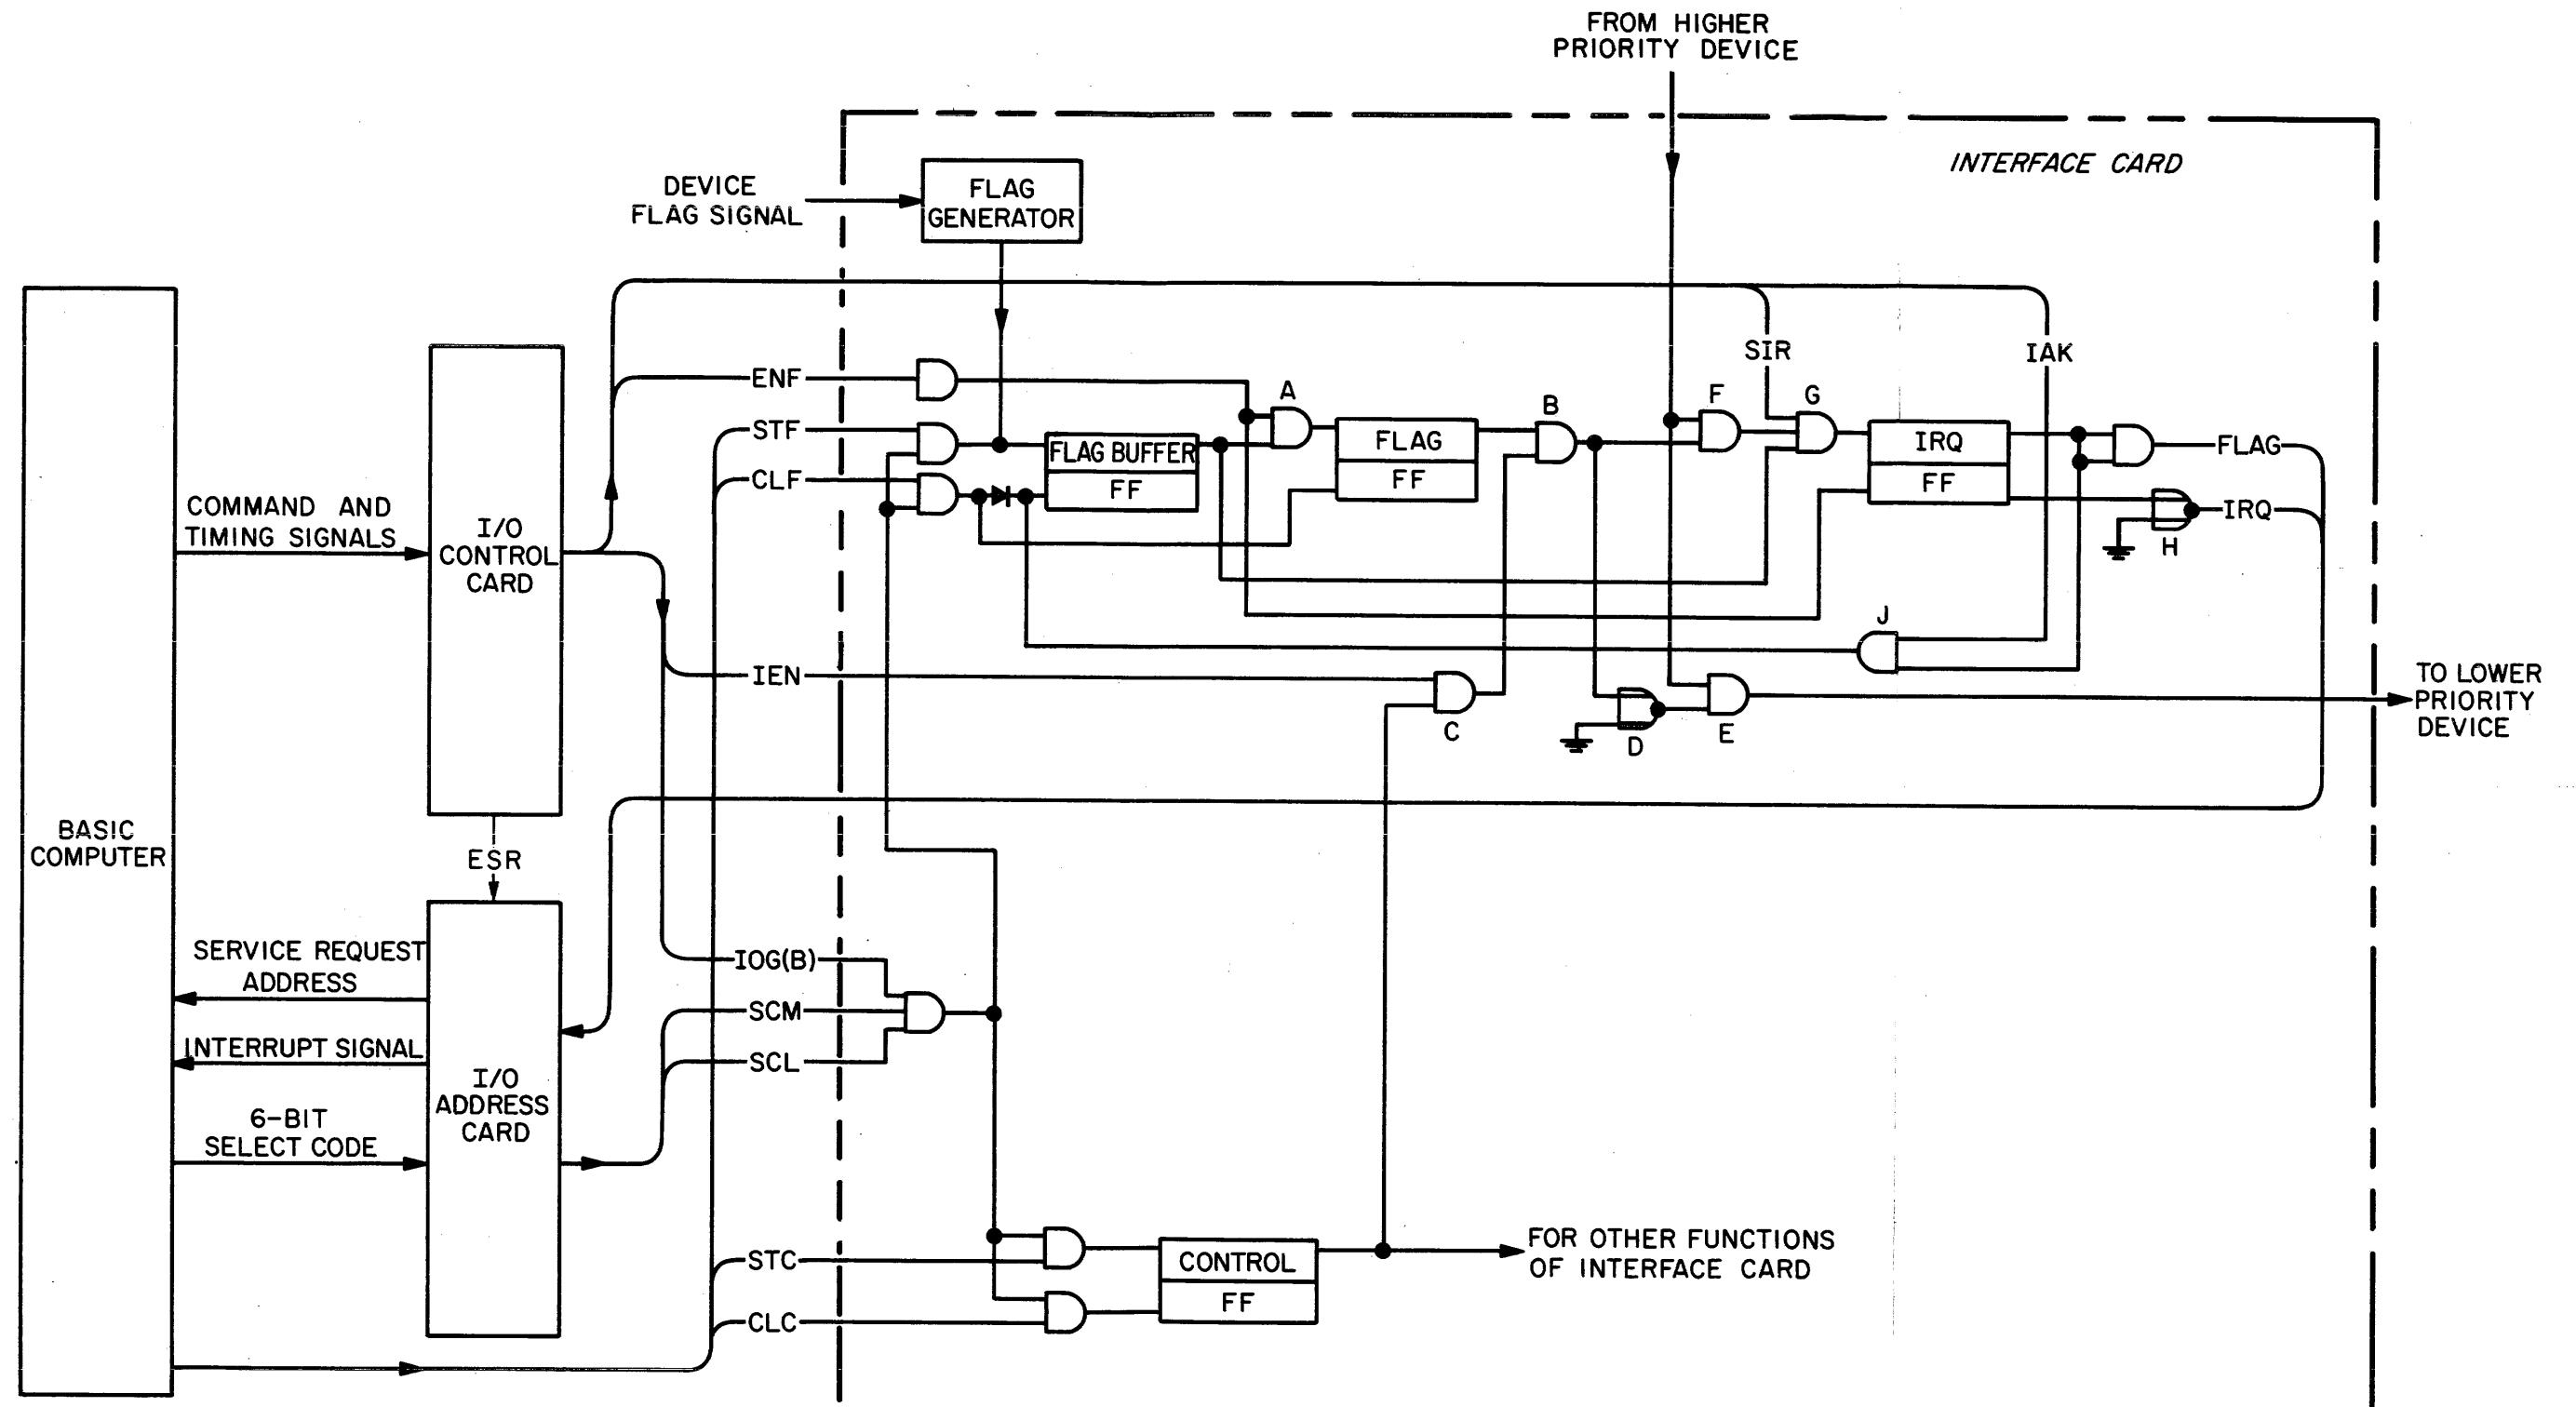 FROM HIGHER
PRIORITY DEVICE
INTERFACE CARD
DEVICE
FLAG SIGNAL
FLAG
GENERATOR
SIR
IAK
ENF
A
B
F
G
STF
FLAG BUFFER
FF
FLAG
FF
IRQ
FF
FLAG
CLF
IRQ
H
COMMAND AND
TIMING SIGNALS
I/O
CONTROL
CARD
J
IEN
C
D
E
TO LOWER
PRIORITY
DEVICE
BASIC
COMPUTER
ESR
SERVICE REQUEST
ADDRESS
IOG(B)
SCM
INTERRUPT SIGNAL
SCL
I/O
ADDRESS
CARD
6-BIT
SELECT CODE
STC
CONTROL
FF
FOR OTHER FUNCTIONS
OF INTERFACE CARD
CLC